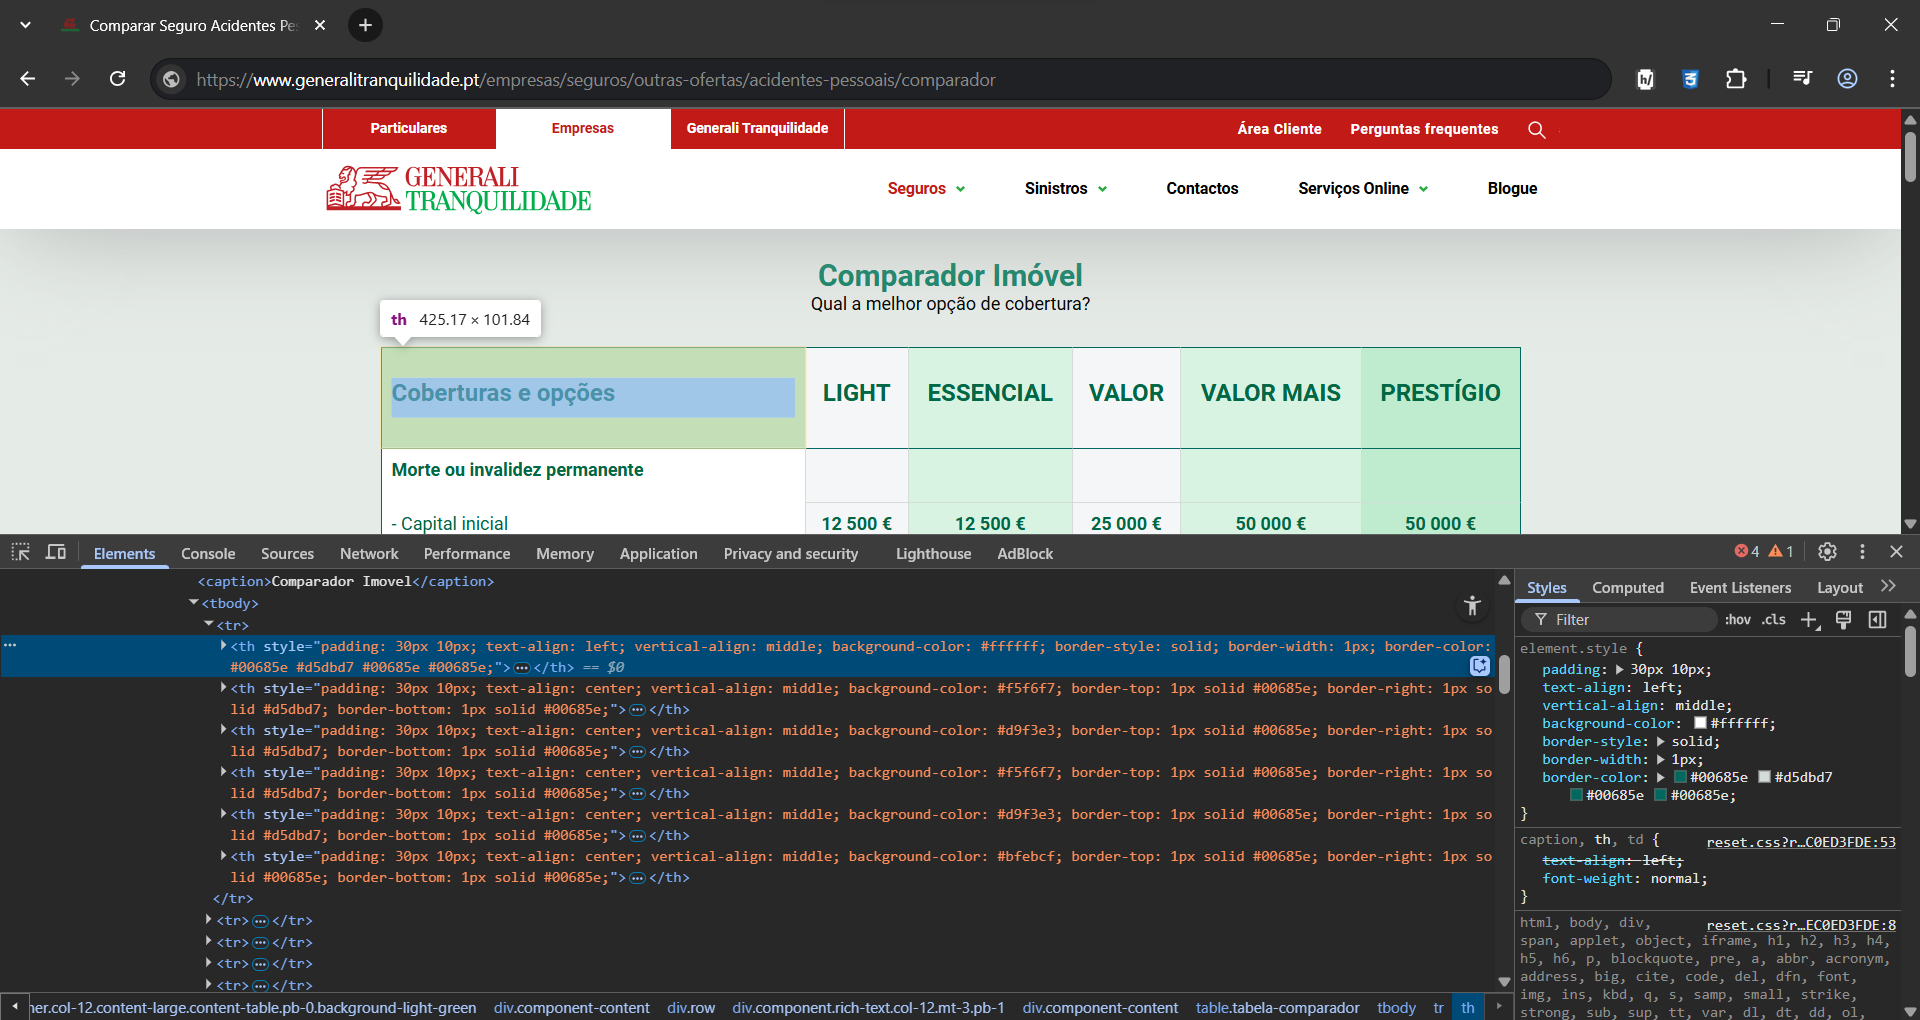 Comparar Seguro Acidentes Pes
https://www.generalitranquilidade.pt/empresas/seguros/outras-ofertas/acidentes-pessoais/comparador
Particulares
Empresas
Generali Tranquilidade
Área Cliente
Perguntas frequentes
GENERALI
TRANQUILIDADE
Seguros
Sinistros
Contactos
Serviços Online
Blogue
Comparador Imóvel
Qual a melhor opção de cobertura?
th 425.17 × 101.84
Coberturas e opções LIGHT ESSENCIAL VALOR VALOR MAIS PRESTÍGIO
Morte ou invalidez permanente
- Capital inicial 12 500 € 12 500 € 25 000 € 50 000 € 50 000 €
Elements Console Sources Network Performance Memory Application Privacy and security Lighthouse AdBlock 4 1
<caption>Comparador Imovel</caption>
<tbody>
<tr>
<th style="padding: 30px 10px; text-align: left; vertical-align: middle; background-color: #ffffff; border-style: solid; border-width: 1px; border-color:
#00685e #d5dbd7 #00685e #00685e;">…</th> == $0
<th style="padding: 30px 10px; text-align: center; vertical-align: middle; background-color: #f5f6f7; border-top: 1px solid #00685e; border-right: 1px so
lid #d5dbd7; border-bottom: 1px solid #00685e;">…</th>
<th style="padding: 30px 10px; text-align: center; vertical-align: middle; background-color: #d9f3e3; border-top: 1px solid #00685e; border-right: 1px so
lid #d5dbd7; border-bottom: 1px solid #00685e;">…</th>
<th style="padding: 30px 10px; text-align: center; vertical-align: middle; background-color: #f5f6f7; border-top: 1px solid #00685e; border-right: 1px so
lid #d5dbd7; border-bottom: 1px solid #00685e;">…</th>
<th style="padding: 30px 10px; text-align: center; vertical-align: middle; background-color: #d9f3e3; border-top: 1px solid #00685e; border-right: 1px so
lid #d5dbd7; border-bottom: 1px solid #00685e;">…</th>
<th style="padding: 30px 10px; text-align: center; vertical-align: middle; background-color: #bfebcf; border-top: 1px solid #00685e; border-right: 1px so
lid #00685e; border-bottom: 1px solid #00685e;">…</th>
</tr>
<tr>…</tr>
<tr>…</tr>
<tr>…</tr>
<tr>…</tr>
ner.col-12.content-large.content-table.pb-0.background-light-green div.component-content div.row div.component.rich-text.col-12.mt-3.pb-1 div.component-content table.tabela-comparador tbody tr th
Styles Computed Event Listeners Layout
Filter :hov .cls
element.style {
padding: 30px 10px;
text-align: left;
vertical-align: middle;
background-color: #ffffff;
border-style: solid;
border-width: 1px;
border-color: #00685e #d5dbd7
#00685e #00685e;
}
caption, th, td { reset.css?r…C0ED3FDE:53
text-align: left;
font-weight: normal;
}
html, body, div, reset.css?r…EC0ED3FDE:8
span, applet, object, iframe, h1, h2, h3, h4,
h5, h6, p, blockquote, pre, a, abbr, acronym,
address, big, cite, code, del, dfn, font,
img, ins, kbd, q, s, samp, small, strike,
strong, sub, sup, tt, var, dl, dt, dd, ol,